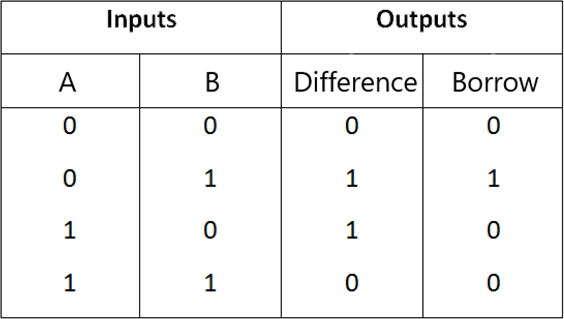 Inputs Outputs
A B Difference Borrow
0 0 0 0
0 1 1 1
1 0 1 0
1 1 0 0